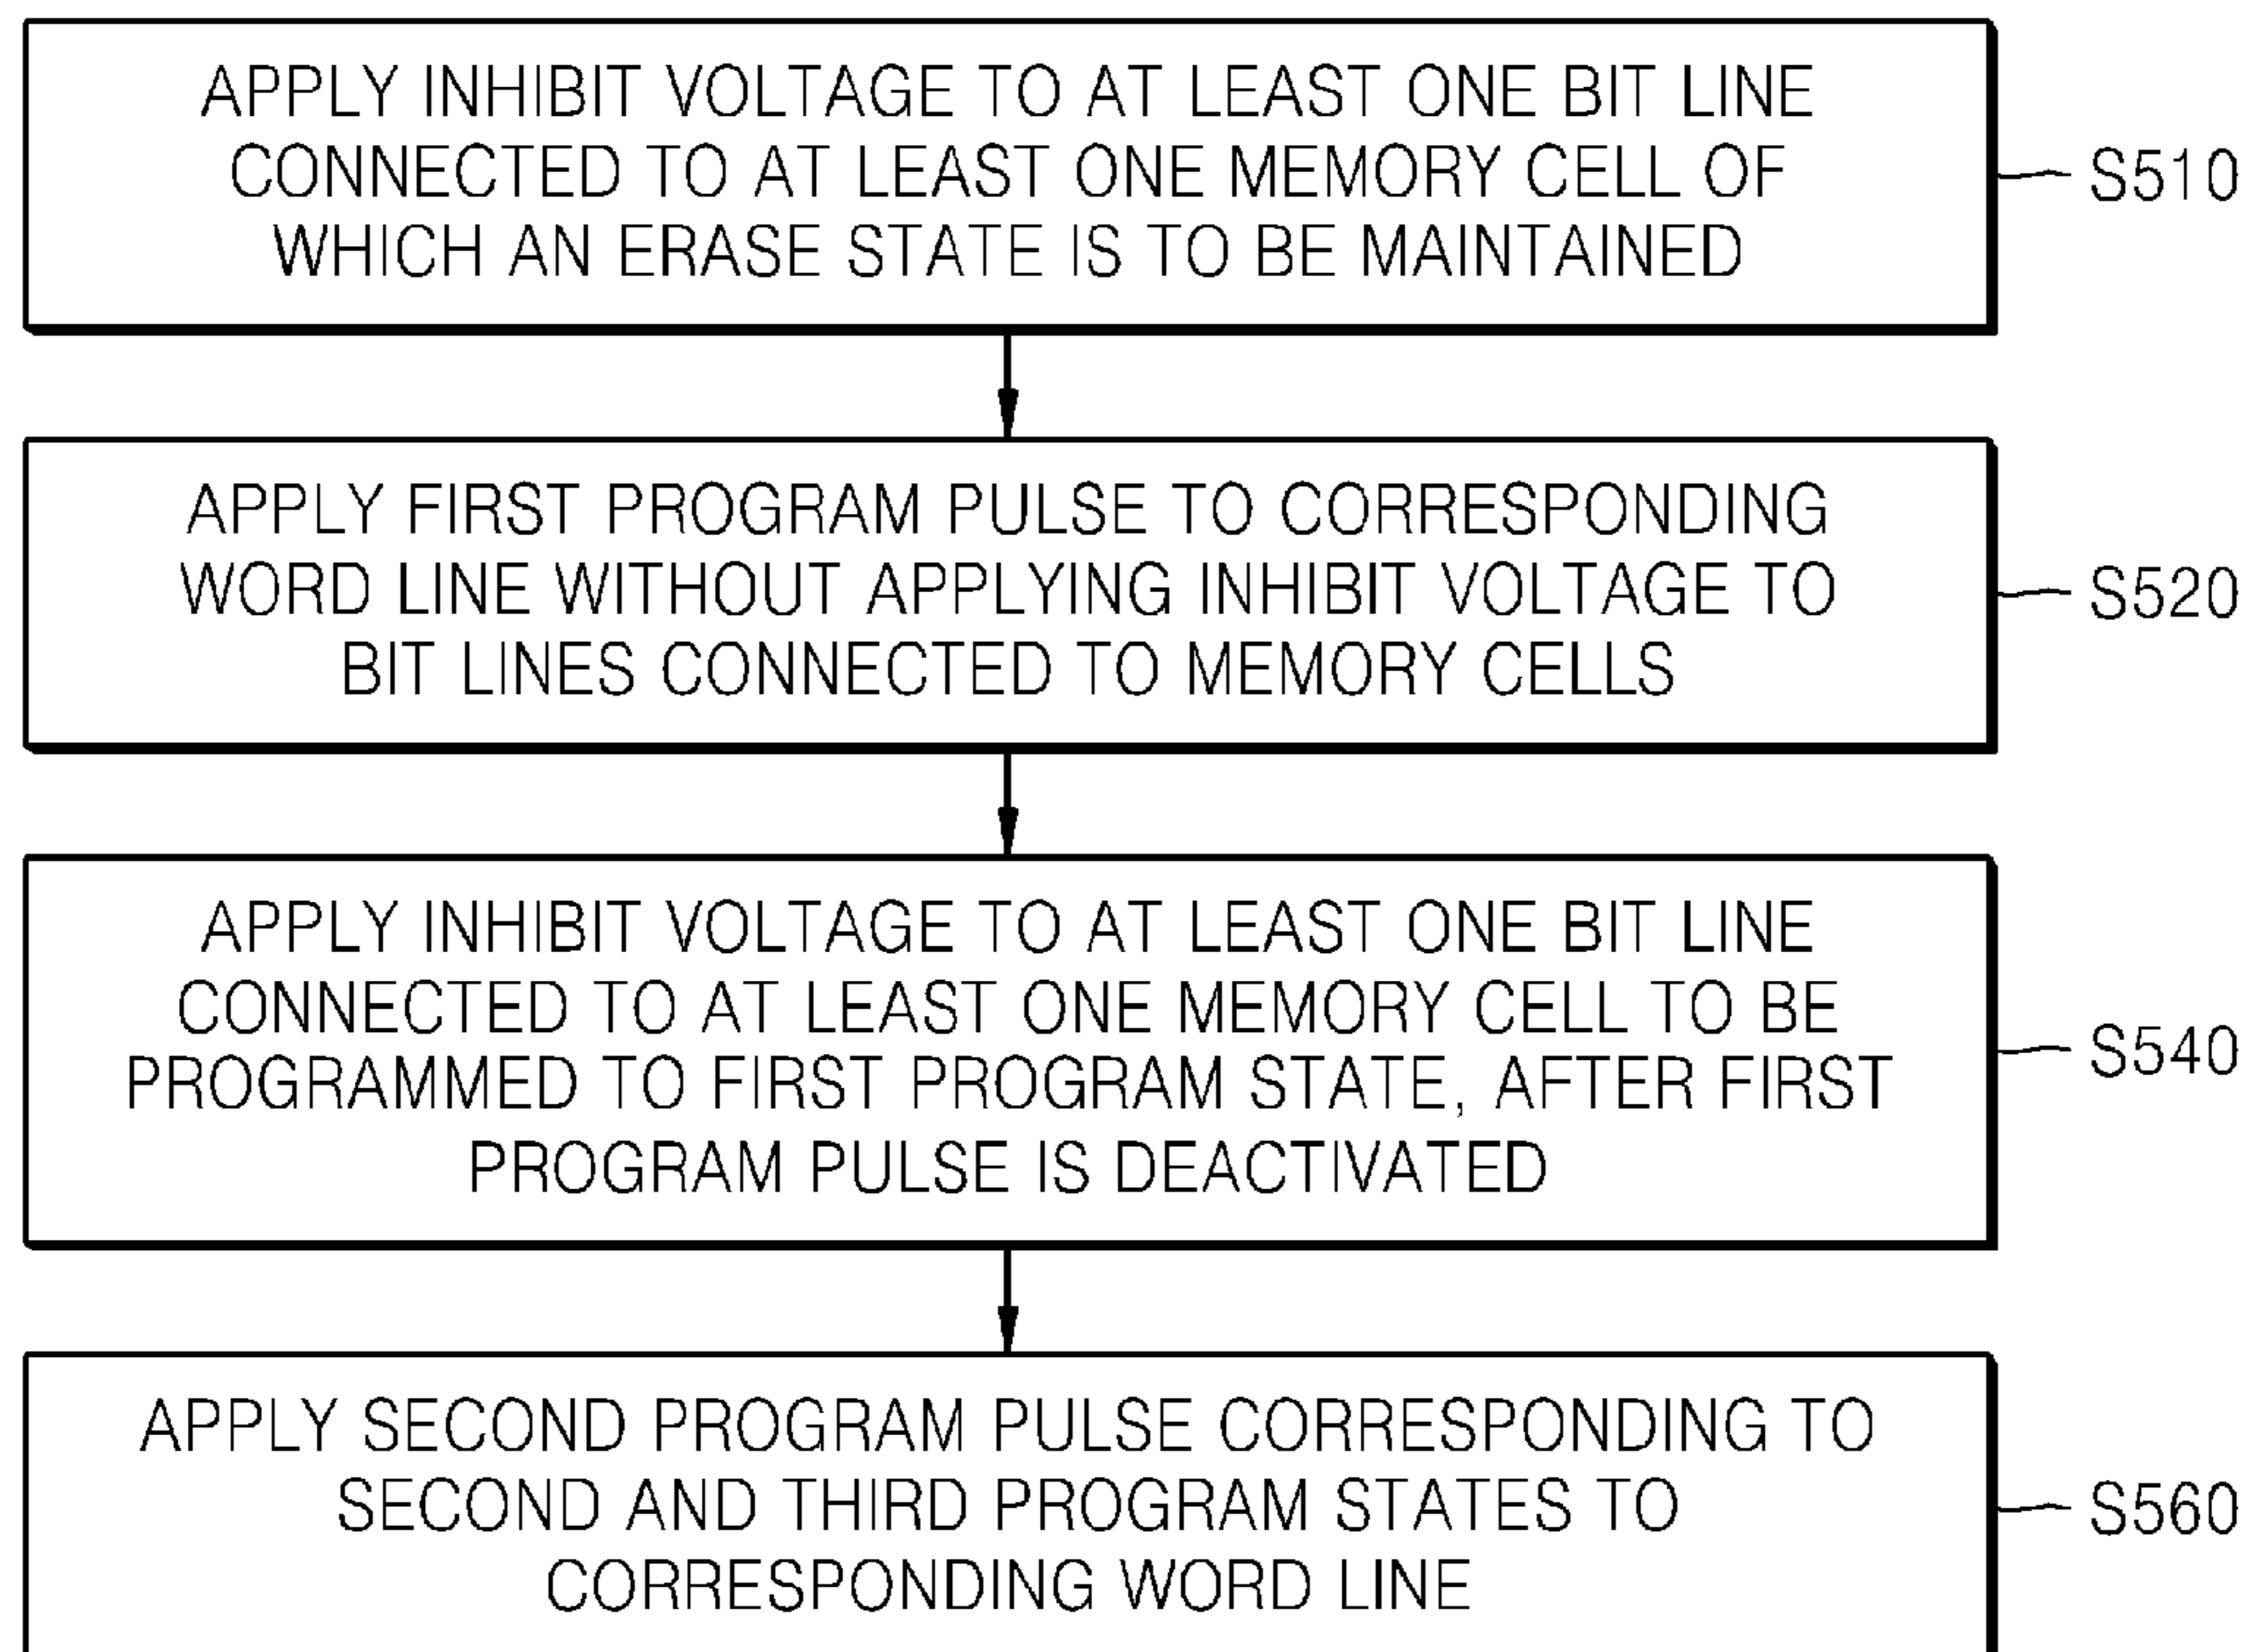 APPLY INHIBIT VOLTAGE TO AT LEAST ONE BIT LINE
CONNECTED TO AT LEAST ONE MEMORY CELL OF
WHICH AN ERASE STATE IS TO BE MAINTAINED
S510
APPLY FIRST PROGRAM PULSE TO CORRESPONDING
WORD LINE WITHOUT APPLYING INHIBIT VOLTAGE TO
BIT LINES CONNECTED TO MEMORY CELLS
S520
APPLY INHIBIT VOLTAGE TO AT LEAST ONE BIT LINE
CONNECTED TO AT LEAST ONE MEMORY CELL TO BE
PROGRAMMED TO FIRST PROGRAM STATE, AFTER FIRST
PROGRAM PULSE IS DEACTIVATED
S540
APPLY SECOND PROGRAM PULSE CORRESPONDING TO
SECOND AND THIRD PROGRAM STATES TO
CORRESPONDING WORD LINE
S560